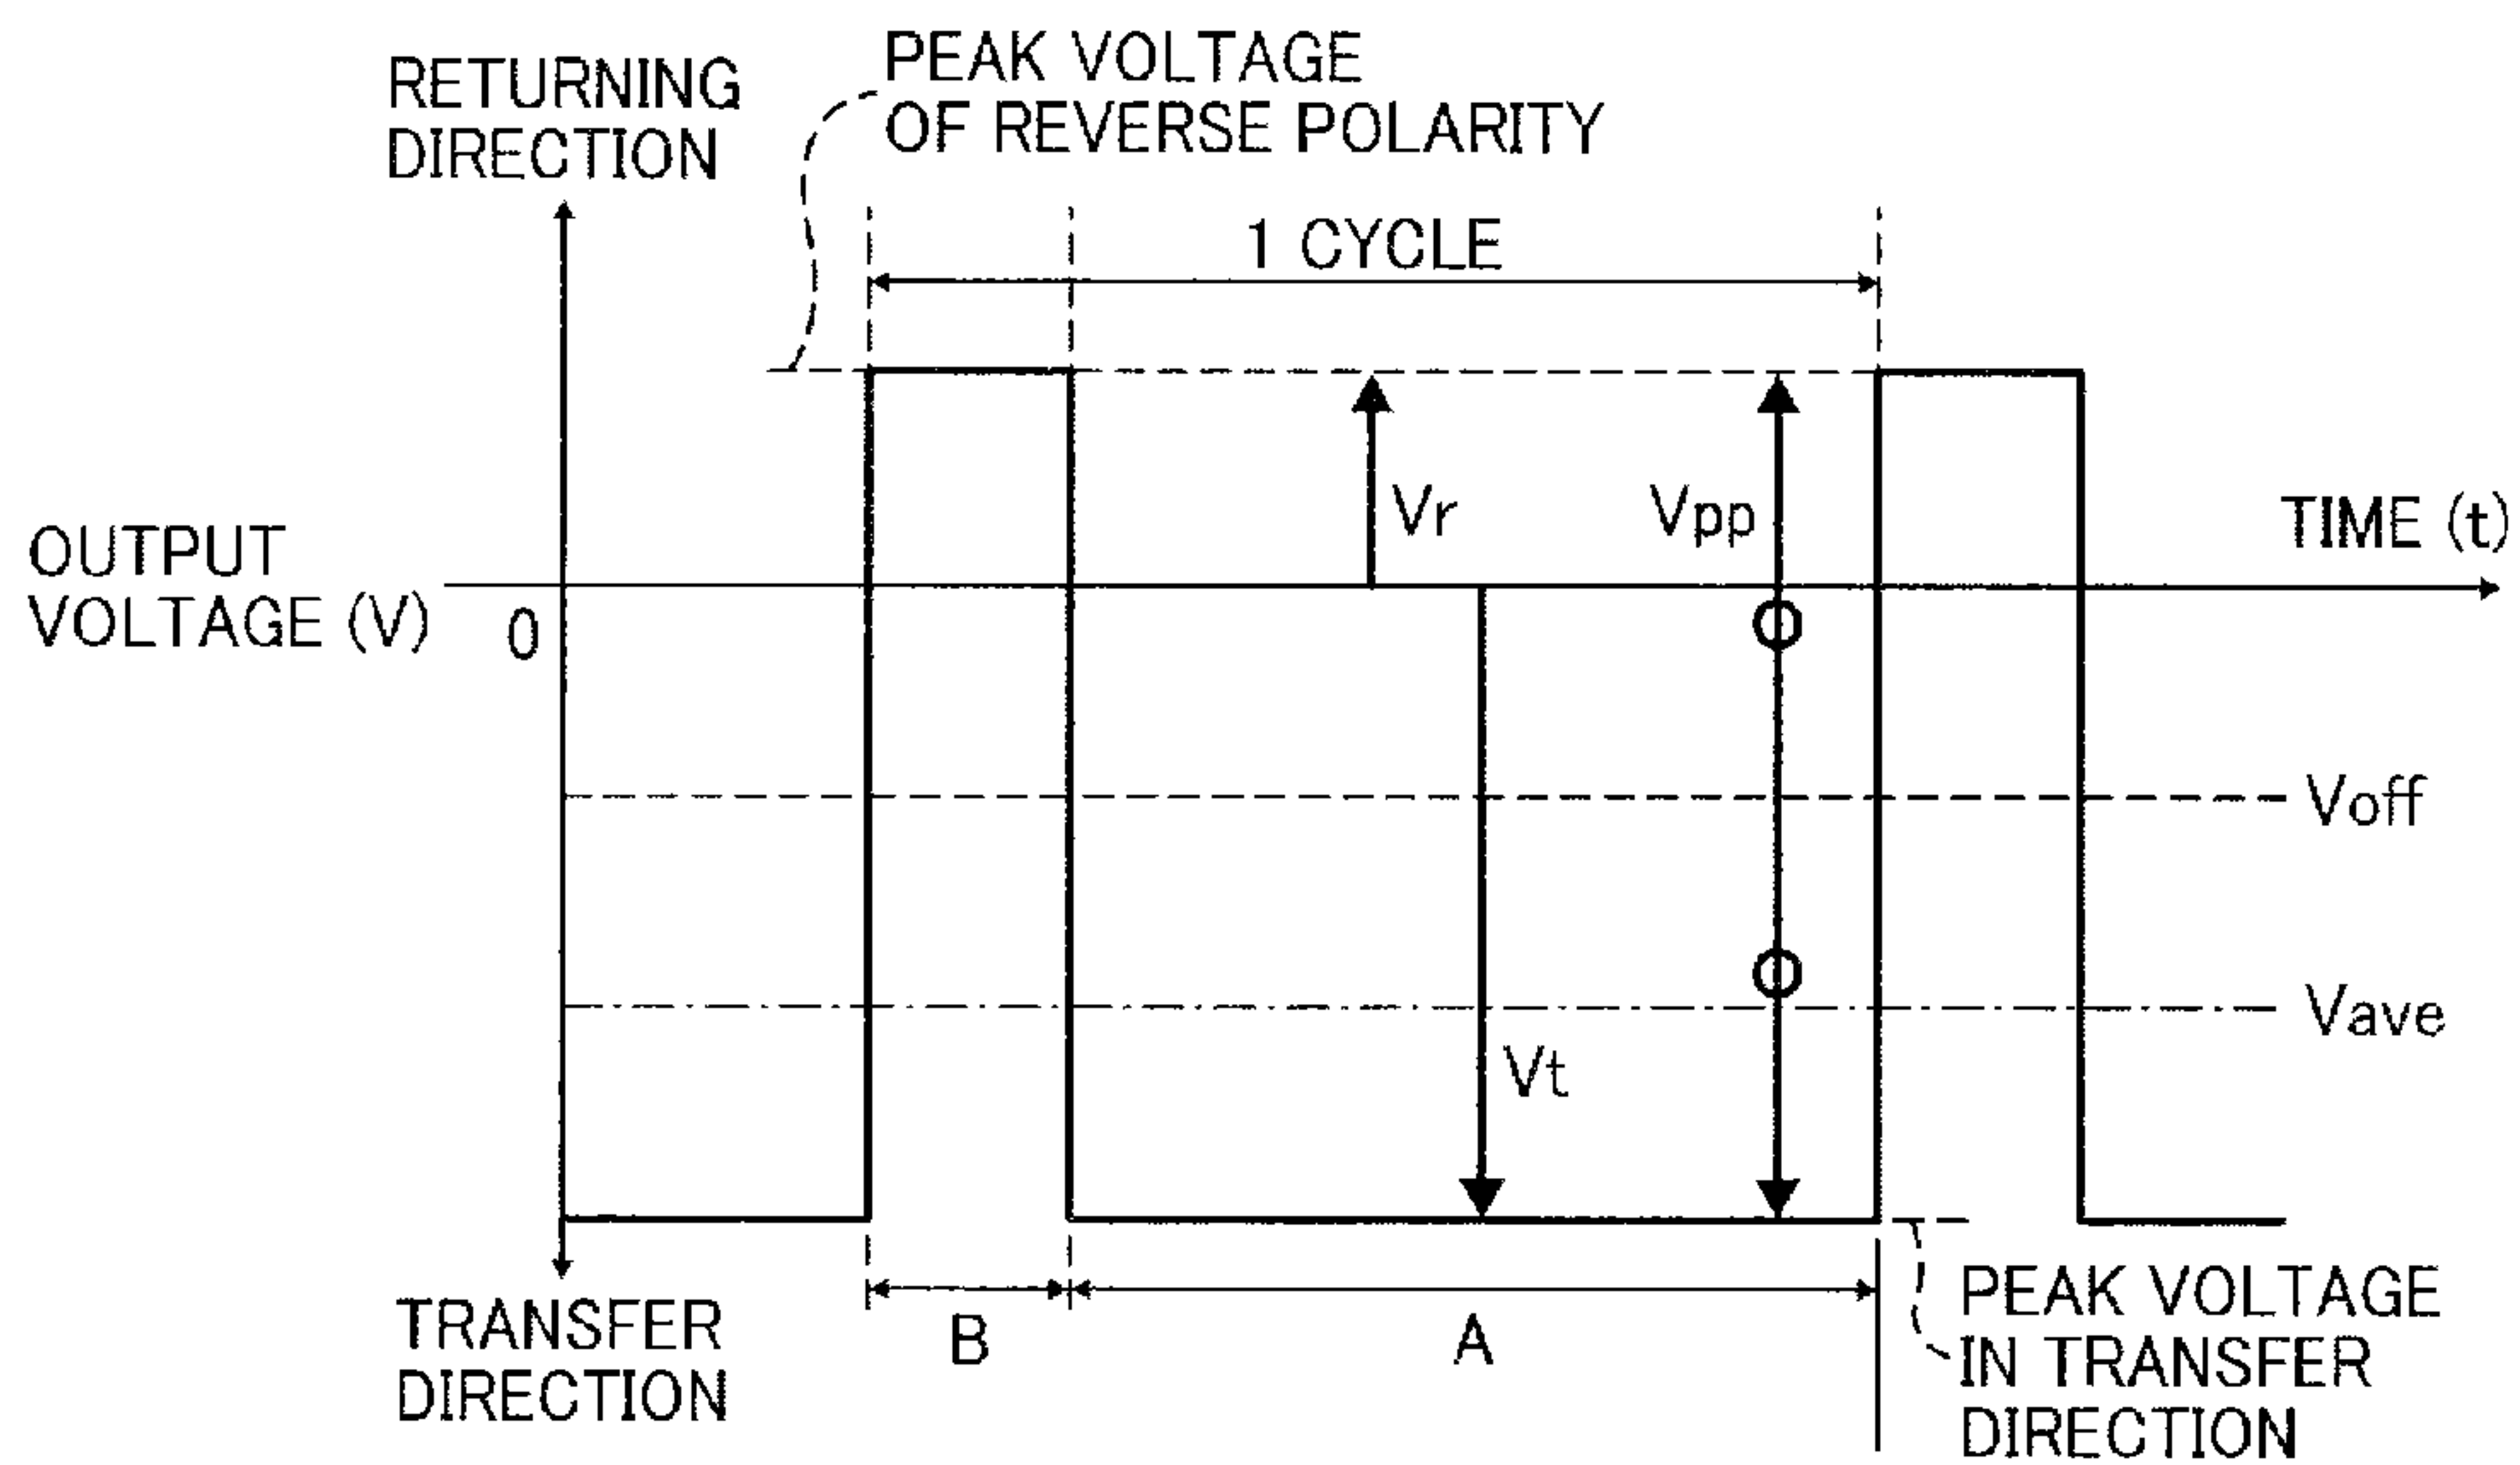 RETURNING
DIRECTION
PEAK VOLTAGE
OF REVERSE POLARITY
1 CYCLE
Vr
Vpp
TIME (t)
OUTPUT
VOLTAGE (V)
0
Voff
Vave
Vt
B
A
TRANSFER
DIRECTION
PEAK VOLTAGE
IN TRANSFER
DIRECTION